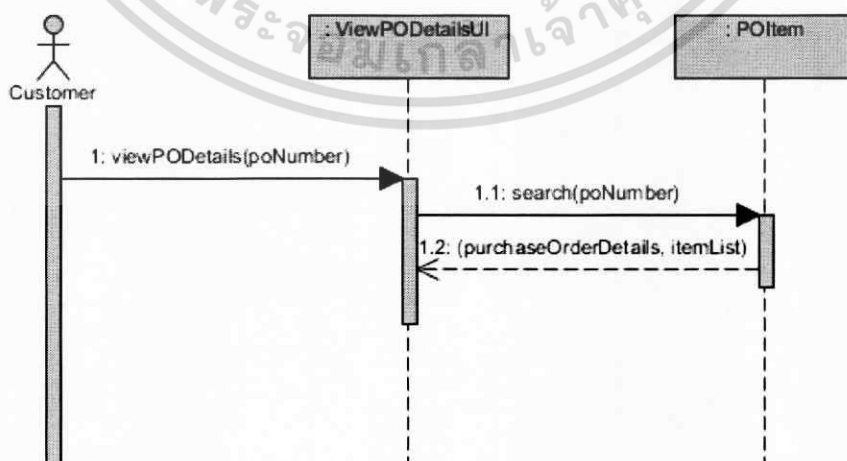 : ViewPODetailsUI
: POItem
Customer
1: viewPODetails(poNumber)
1.1: search(poNumber)
1.2: (purchaseOrderDetails, itemList)